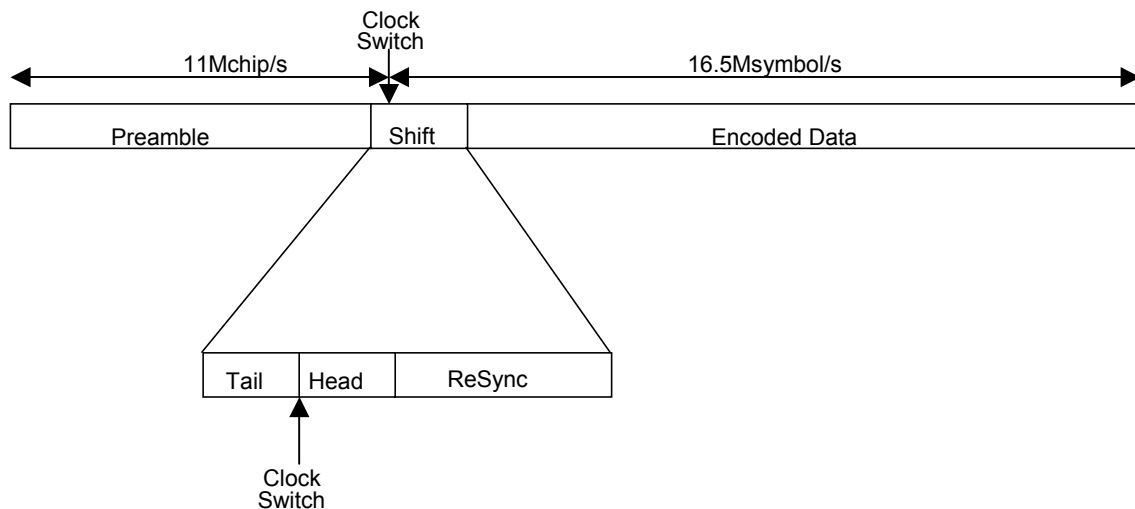 Clock
Switch
11Mchip/s
16.5Msymbol/s
Preamble
Shift
Encoded Data
Tail
Head
ReSync
Clock
Switch